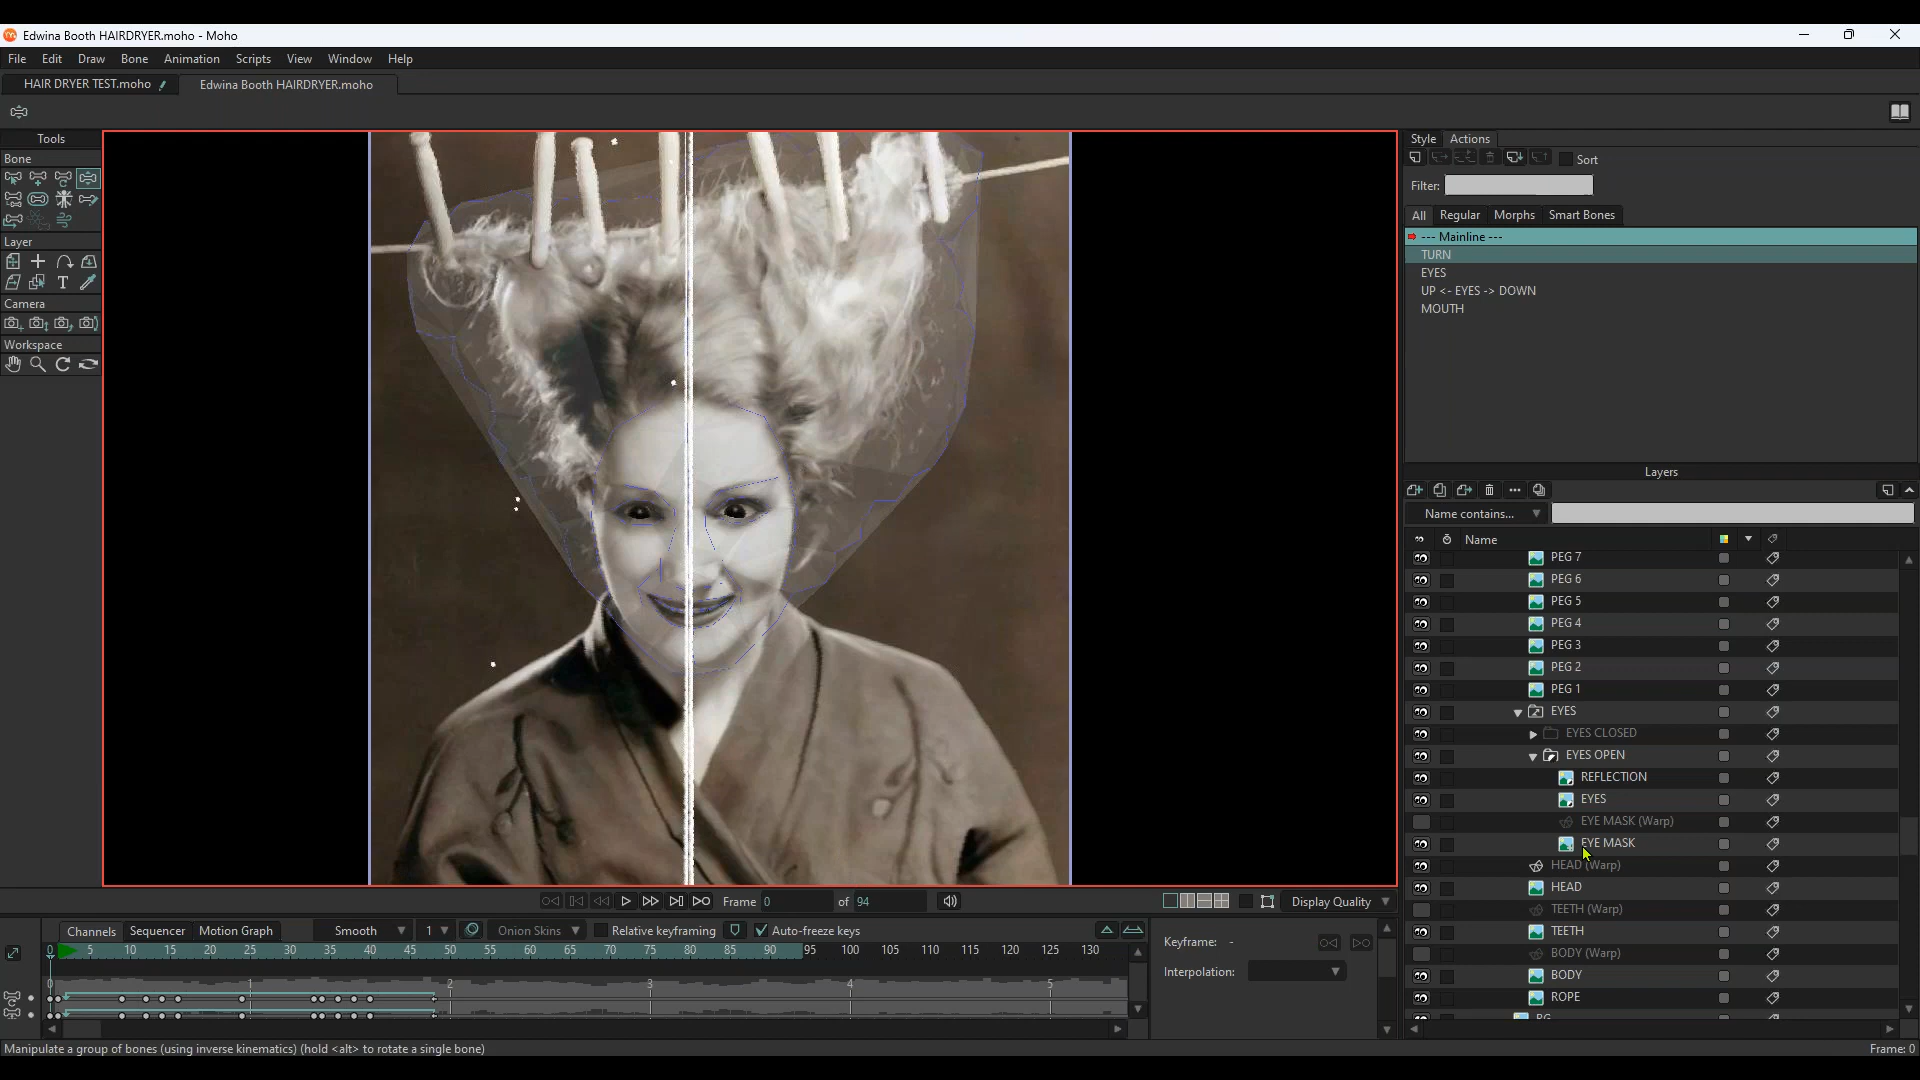 Edwina Booth HAIRDRYER.moho - Moho
File Edit Draw Bone Animation Scripts View Window Help
HAIR DRYER TEST.moho Edwina Booth HAIRDRYER.moho
Tools
Bone
Layer
Camera
Workspace
Style Actions
Sort
Filter:
All Regular Morphs Smart Bones
--- Mainline ---
TURN
EYES
UP <- EYES -> DOWN
MOUTH
Layers
Name contains...
Name
PEG 7
PEG 6
PEG 5
PEG 4
PEG 3
PEG 2
PEG 1
EYES
EYES CLOSED
EYES OPEN
REFLECTION
EYES
EYE MASK (Warp)
EYE MASK
HEAD (Warp)
HEAD
TEETH (Warp)
TEETH
BODY (Warp)
BODY
ROPE
BG
Frame 0 of 94 Display Quality
Channels Sequencer Motion Graph Smooth 1 Onion Skins Relative keyframing Auto-freeze keys
0 5 10 15 20 25 30 35 40 45 50 55 60 65 70 75 80 85 90 95 100 105 110 115 120 125 130
0 1 2 3 4 5
Keyframe: -
Interpolation:
Manipulate a group of bones (using inverse kinematics) (hold <alt> to rotate a single bone) Frame: 0